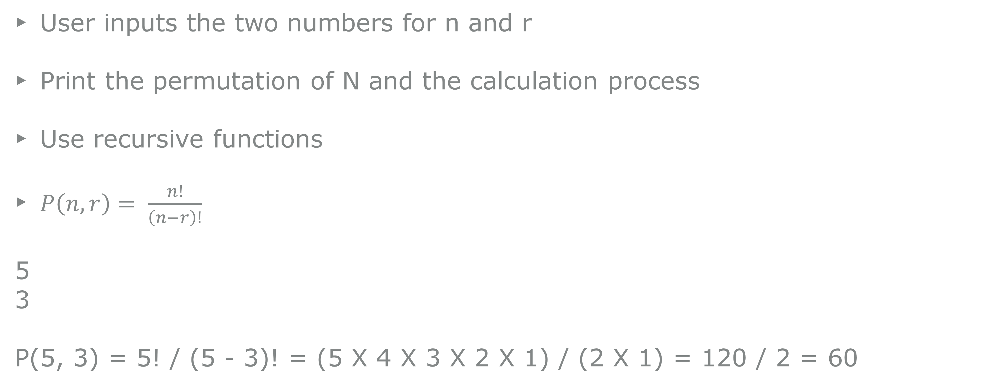 ▶ User inputs the two numbers for n and r
▶ Print the permutation of N and the calculation process
▶ Use recursive functions
▶ P(n, r) = n! / (n−r)!
5
3
P(5, 3) = 5! / (5 - 3)! = (5 X 4 X 3 X 2 X 1) / (2 X 1) = 120 / 2 = 60